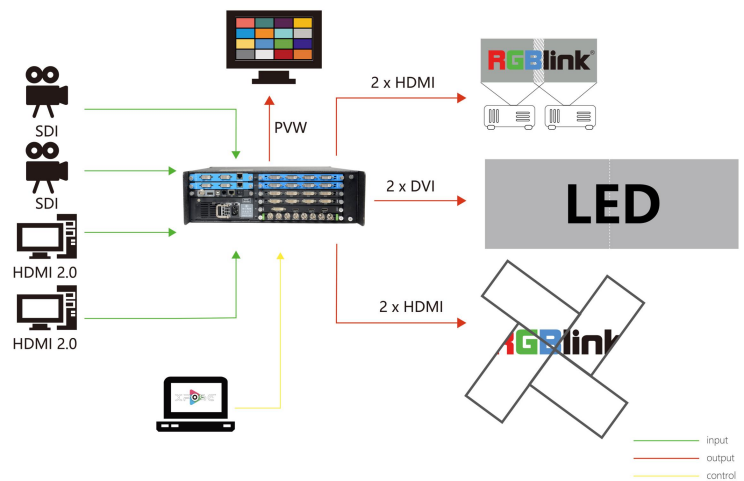 2 x HDMI
RGBlink®
SDI
PVW
SDI
2 x DVI
LED
HDMI 2.0
2 x HDMI
HDMI 2.0
RGBlink
XPOSE
input
output
control